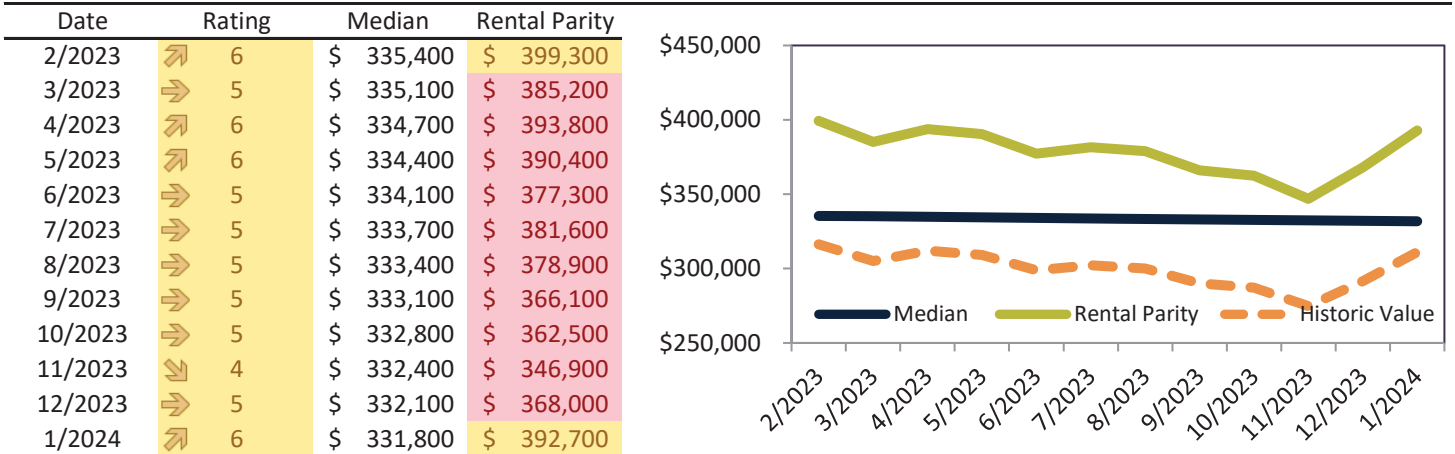 Date Rating Median Rental Parity
2/2023 6 $ 335,400 $ 399,300
3/2023 5 $ 335,100 $ 385,200
4/2023 6 $ 334,700 $ 393,800
5/2023 6 $ 334,400 $ 390,400
6/2023 5 $ 334,100 $ 377,300
7/2023 5 $ 333,700 $ 381,600
8/2023 5 $ 333,400 $ 378,900
9/2023 5 $ 333,100 $ 366,100
10/2023 5 $ 332,800 $ 362,500
11/2023 4 $ 332,400 $ 346,900
12/2023 5 $ 332,100 $ 368,000
1/2024 6 $ 331,800 $ 392,700
$450,000
$400,000
$350,000
$300,000
$250,000
Median Rental Parity Historic Value
2/2023 3/2023 4/2023 5/2023 6/2023 7/2023 8/2023 9/2023 10/2023 11/2023 12/2023 1/2024